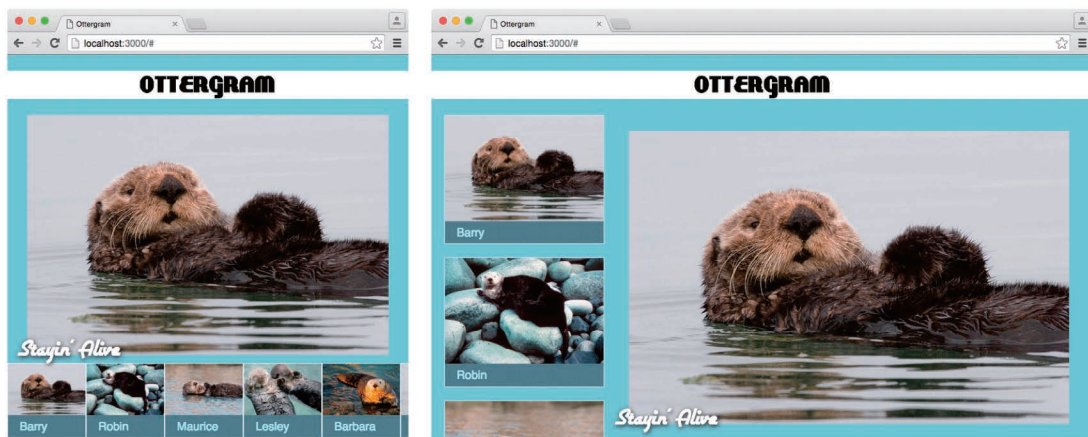 Ottergram
localhost:3000/#
OTTERGRAM
Stayin' Alive
Barry Robin Maurice Lesley Barbara
Ottergram
localhost:3000/#
OTTERGRAM
Barry
Robin
Stayin' Alive